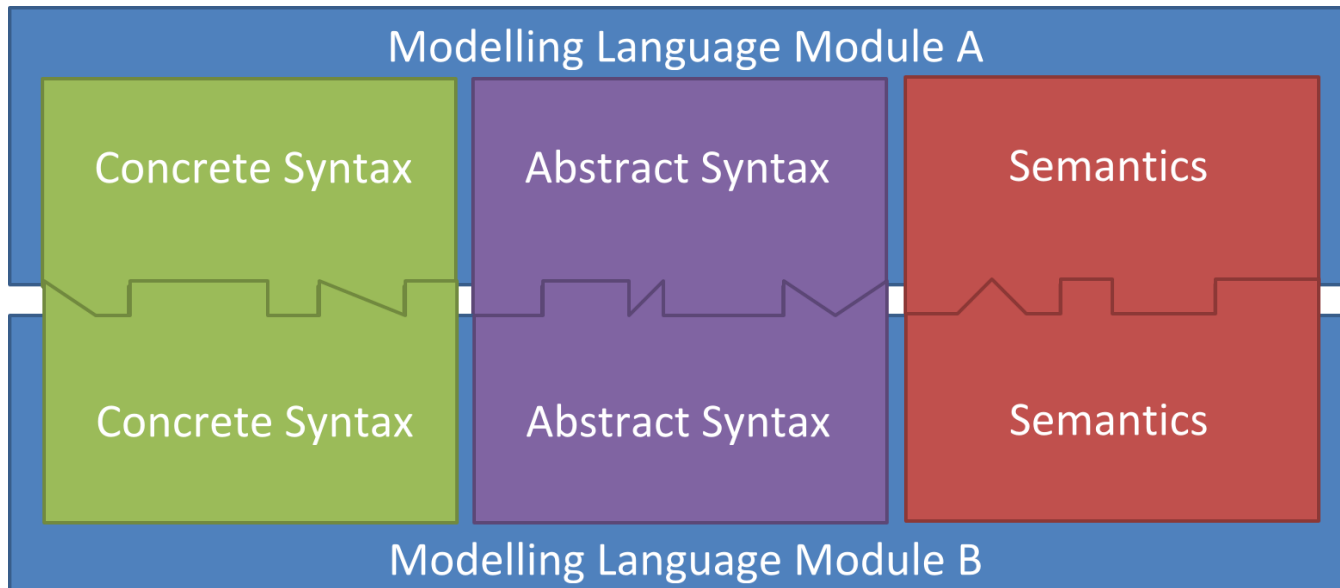 Modelling Language Module A
Concrete Syntax
Abstract Syntax
Semantics
Concrete Syntax
Abstract Syntax
Semantics
Modelling Language Module B